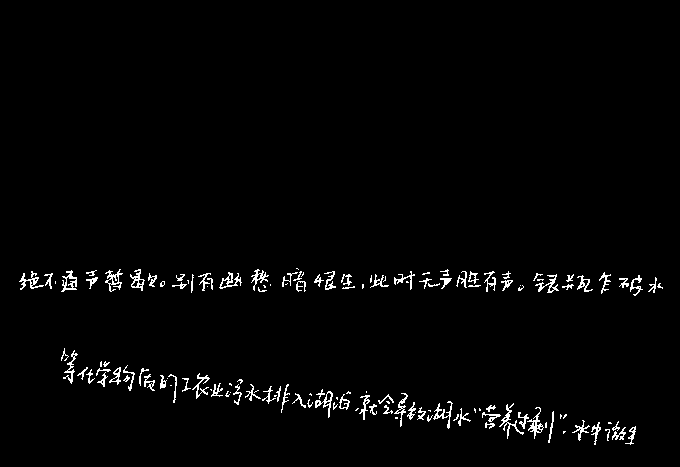 绝不通声暂歇。别有幽愁暗恨生，此时无声胜有声。银瓶乍破水
等化学物质的工农业污水排入湖泊，就会导致湖水“营养过剩”，水中微生